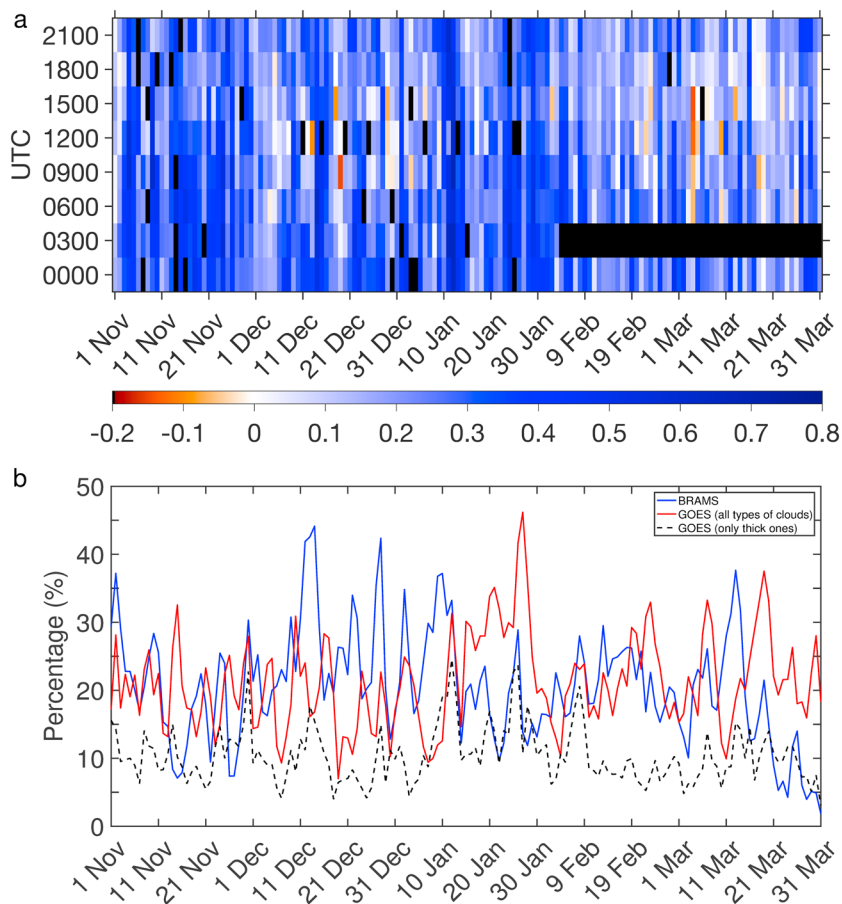 a
UTC
2100
1800
1500
1200
0900
0600
0300
0000
1 Nov 11 Nov 21 Nov 1 Dec 11 Dec 21 Dec 31 Dec 10 Jan 20 Jan 30 Jan 9 Feb 19 Feb 1 Mar 11 Mar 21 Mar 31 Mar
-0.2 -0.1 0 0.1 0.2 0.3 0.4 0.5 0.6 0.7 0.8
b
Percentage (%)
50
40
30
20
10
0
BRAMS
GOES (all types of clouds)
GOES (only thick ones)
1 Nov 11 Nov 21 Nov 1 Dec 11 Dec 21 Dec 31 Dec 10 Jan 20 Jan 30 Jan 9 Feb 19 Feb 1 Mar 11 Mar 21 Mar 31 Mar